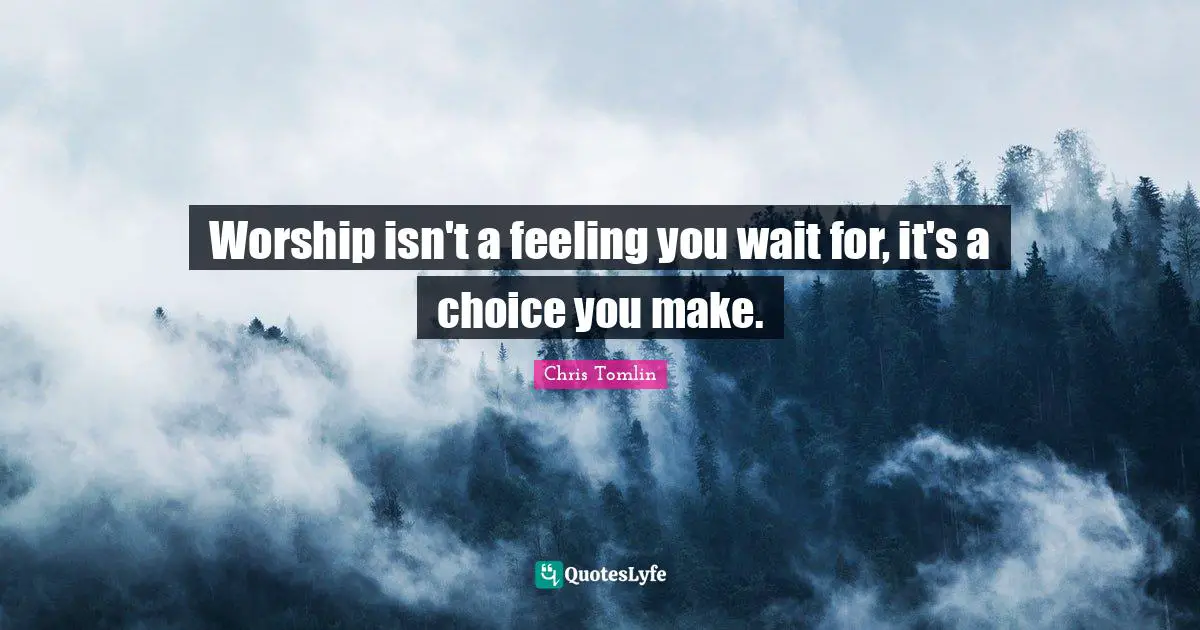 Worship isn't a feeling you wait for, it's a
choice you make.
Chris Tomlin
QuotesLyfe